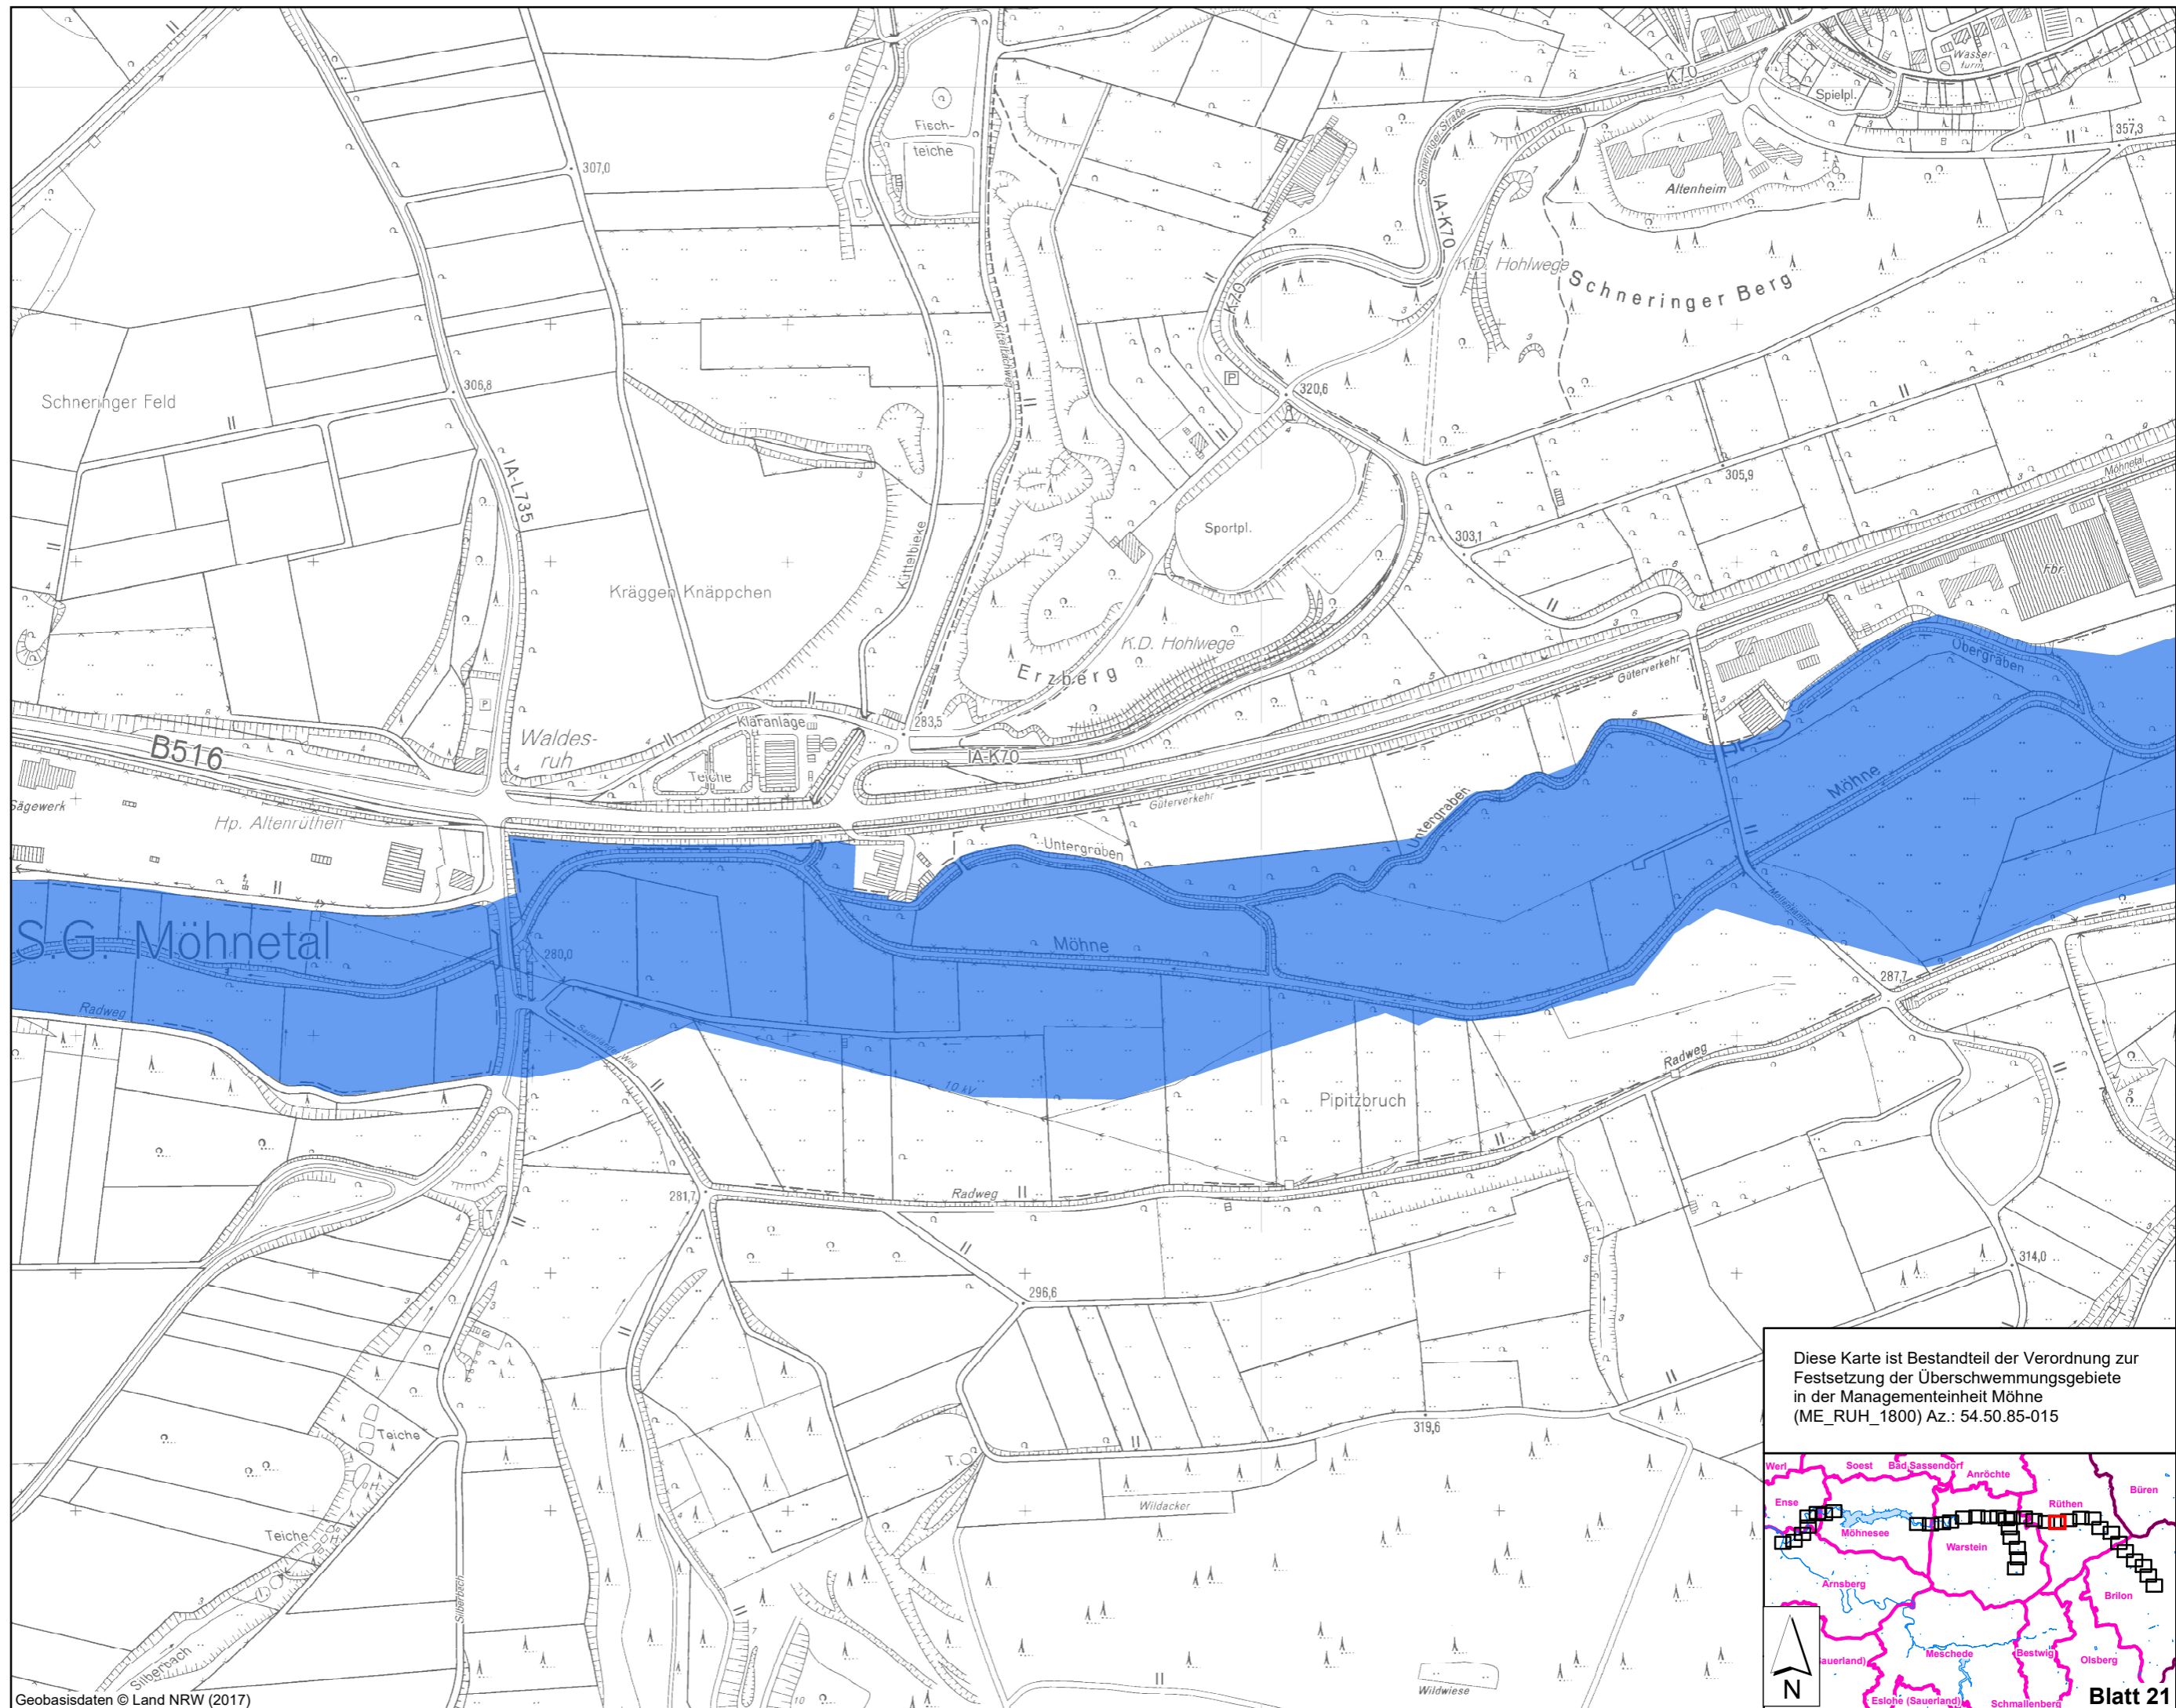 K70
Wasser
turm
Spielpl.
357,3
Fisch-
teiche
6
307,0
T.
Schneringer Straße
IA-K70
Altenheim
K.D. Hohlwege
Schneringer Berg
K70
3
P
320,6
306,8
Schneringer Feld
IA-L735
Küttelbieke
Sportpl.
303,1
305,9
Möhnetal
Fbr
Kräggen Knäppchen
K.D. Hohlwege
Erzberg
Güterverkehr
Obergraben
P
B516
Waldes-
ruh
Kläranlage
283,5
IA-K70
Teiche
Güterverkehr
Sägewerk
Hp. Altenrüthen
Untergraben
Untergraben
Möhne
S.G. Möhnetal
280,0
Möhne
287,7
Radweg
Radweg
10 kV
Pipitzbruch
281,7
Radweg
296,6
314,0
319,6
Teiche
T.
Wildacker
Teiche
Silberbach
Silberbach
Wildwiese
Diese Karte ist Bestandteil der Verordnung zur
Festsetzung der Überschwemmungsgebiete
in der Managementeinheit Möhne
(ME_RUH_1800) Az.: 54.50.85-015
Werl
Soest
Bad Sassendorf
Anröchte
Büren
Ense
Rüthen
Möhnesee
Warstein
Arnsberg
Brilon
Meschede
Bestwig
Olsberg
auerland)
Eslohe (Sauerland)
Schmallenberg
N
Blatt 21
Geobasisdaten © Land NRW (2017)